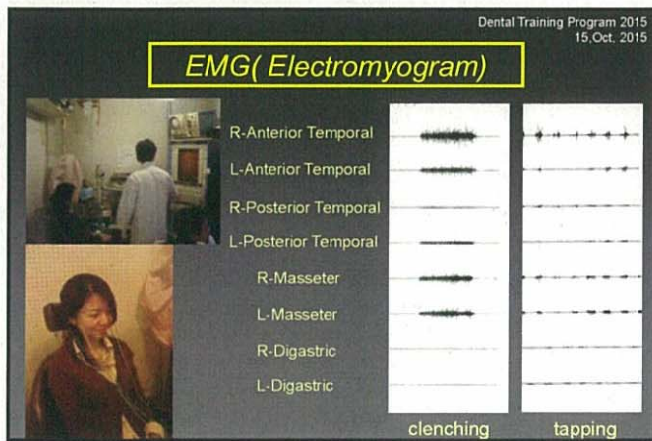 Dental Training Program 2015
15,Oct, 2015
EMG( Electromyogram)
R-Anterior Temporal
L-Anterior Temporal
R-Posterior Temporal
L-Posterior Temporal
R-Masseter
L-Masseter
R-Digastric
L-Digastric
clenching
tapping